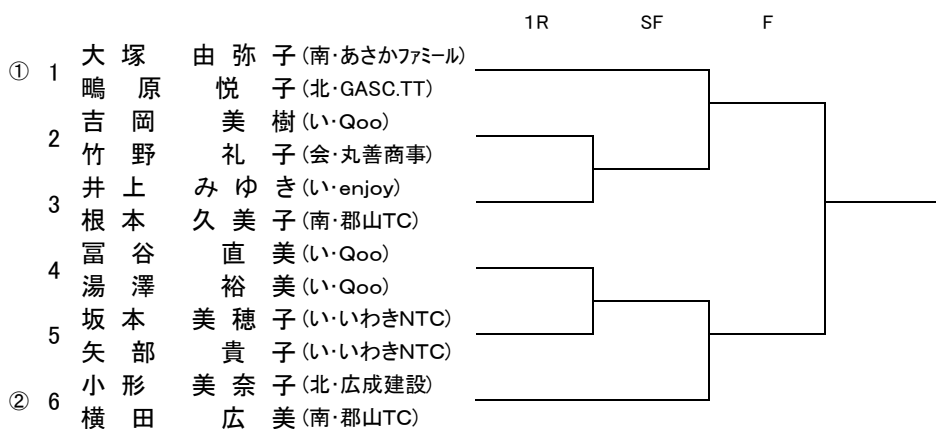 1R SF F
① 1 大塚 由弥子 (南・あさかファミール)
鴫原 悦子 (北・GASC.TT)
2 吉岡 美樹 (い・Qoo)
竹野 礼子 (会・丸善商事)
3 井上 みゆき (い・enjoy)
根本 久美子 (南・郡山TC)
4 冨谷 直美 (い・Qoo)
湯澤 裕美 (い・Qoo)
5 坂本 美穂子 (い・いわきNTC)
矢部 貴子 (い・いわきNTC)
② 6 小形 美奈子 (北・広成建設)
横田 広美 (南・郡山TC)